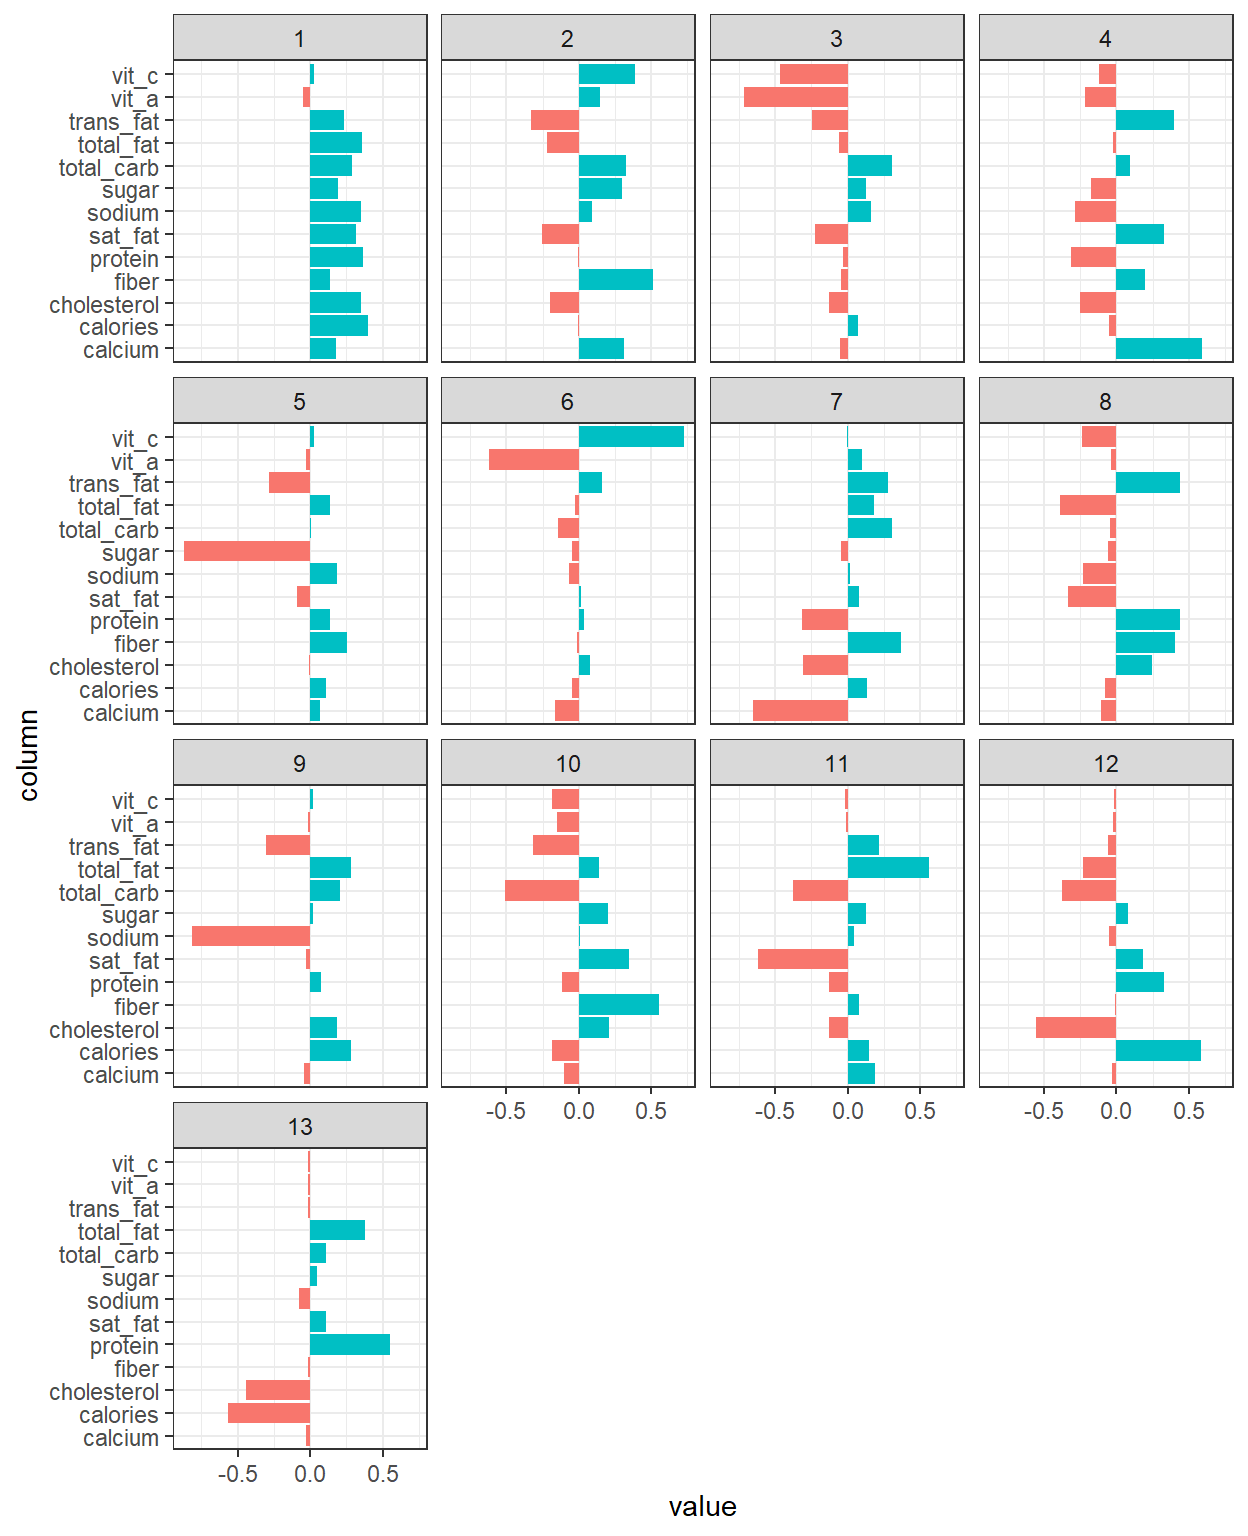 1 2 3 4
vit_c
vit_a
trans_fat
total_fat
total_carb
sugar
sodium
sat_fat
protein
fiber
cholesterol
calories
calcium
5 6 7 8
vit_c
vit_a
trans_fat
total_fat
total_carb
sugar
sodium
sat_fat
protein
fiber
cholesterol
calories
calcium
column
9 10 11 12
vit_c
vit_a
trans_fat
total_fat
total_carb
sugar
sodium
sat_fat
protein
fiber
cholesterol
calories
calcium
-0.5 0.0 0.5 -0.5 0.0 0.5 -0.5 0.0 0.5
13
vit_c
vit_a
trans_fat
total_fat
total_carb
sugar
sodium
sat_fat
protein
fiber
cholesterol
calories
calcium
-0.5 0.0 0.5
value